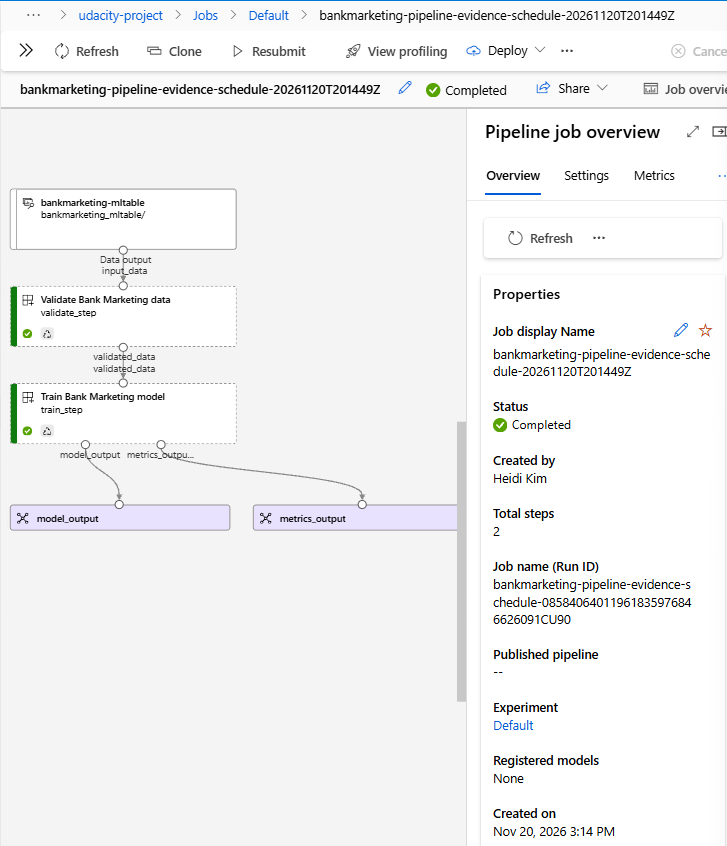 ··· > udacity-project > Jobs > Default > bankmarketing-pipeline-evidence-schedule-20261120T201449Z
Refresh Clone Resubmit View profiling Deploy ··· Cance
bankmarketing-pipeline-evidence-schedule-20261120T201449Z Completed Share Job overvi
bankmarketing-mltable
bankmarketing_mltable/
Data output
input_data
Validate Bank Marketing data
validate_step
validated_data
validated_data
Train Bank Marketing model
train_step
model_output metrics_outpu...
model_output
metrics_output
Pipeline job overview
Overview Settings Metrics
Refresh ···
Properties
Job display Name
bankmarketing-pipeline-evidence-sche
dule-20261120T201449Z
Status
Completed
Created by
Heidi Kim
Total steps
2
Job name (Run ID)
bankmarketing-pipeline-evidence-s
chedule-0858406401196183597684
6626091CU90
Published pipeline
--
Experiment
Default
Registered models
None
Created on
Nov 20, 2026 3:14 PM